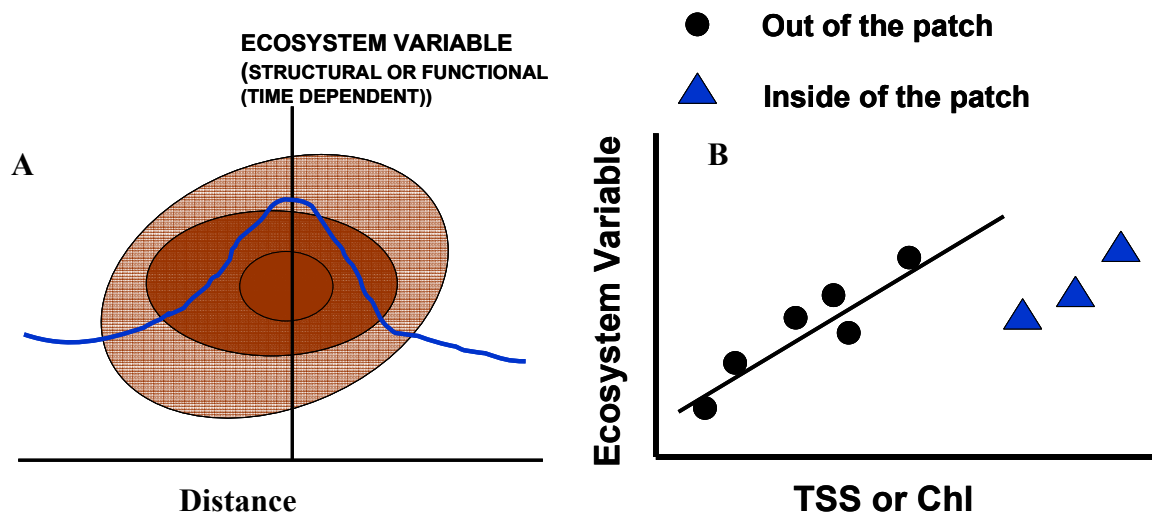 A
ECOSYSTEM VARIABLE
(STRUCTURAL OR FUNCTIONAL
(TIME DEPENDENT))
Distance
Out of the patch
Inside of the patch
B
Ecosystem Variable
TSS or Chl